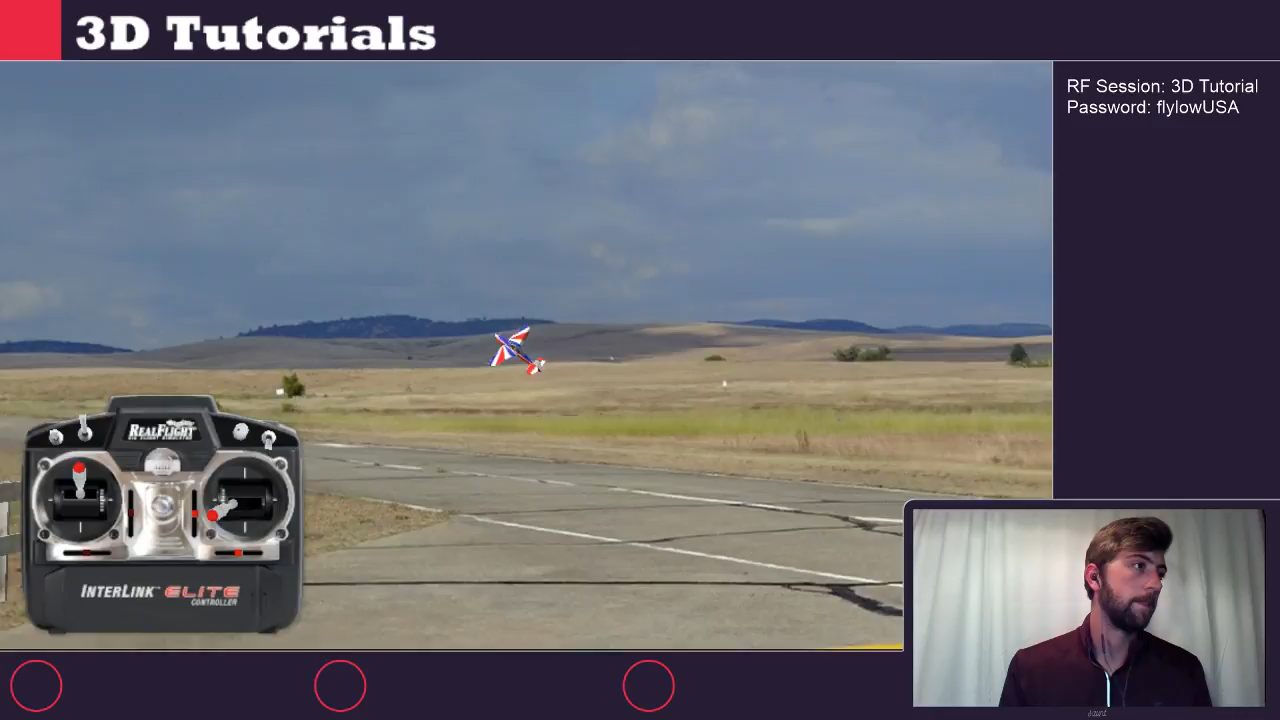 3D Tutorials
RF Session: 3D Tutorial
Password: flylowUSA
REALFLIGHT
INTERLINK ELITE
CONTROLLER